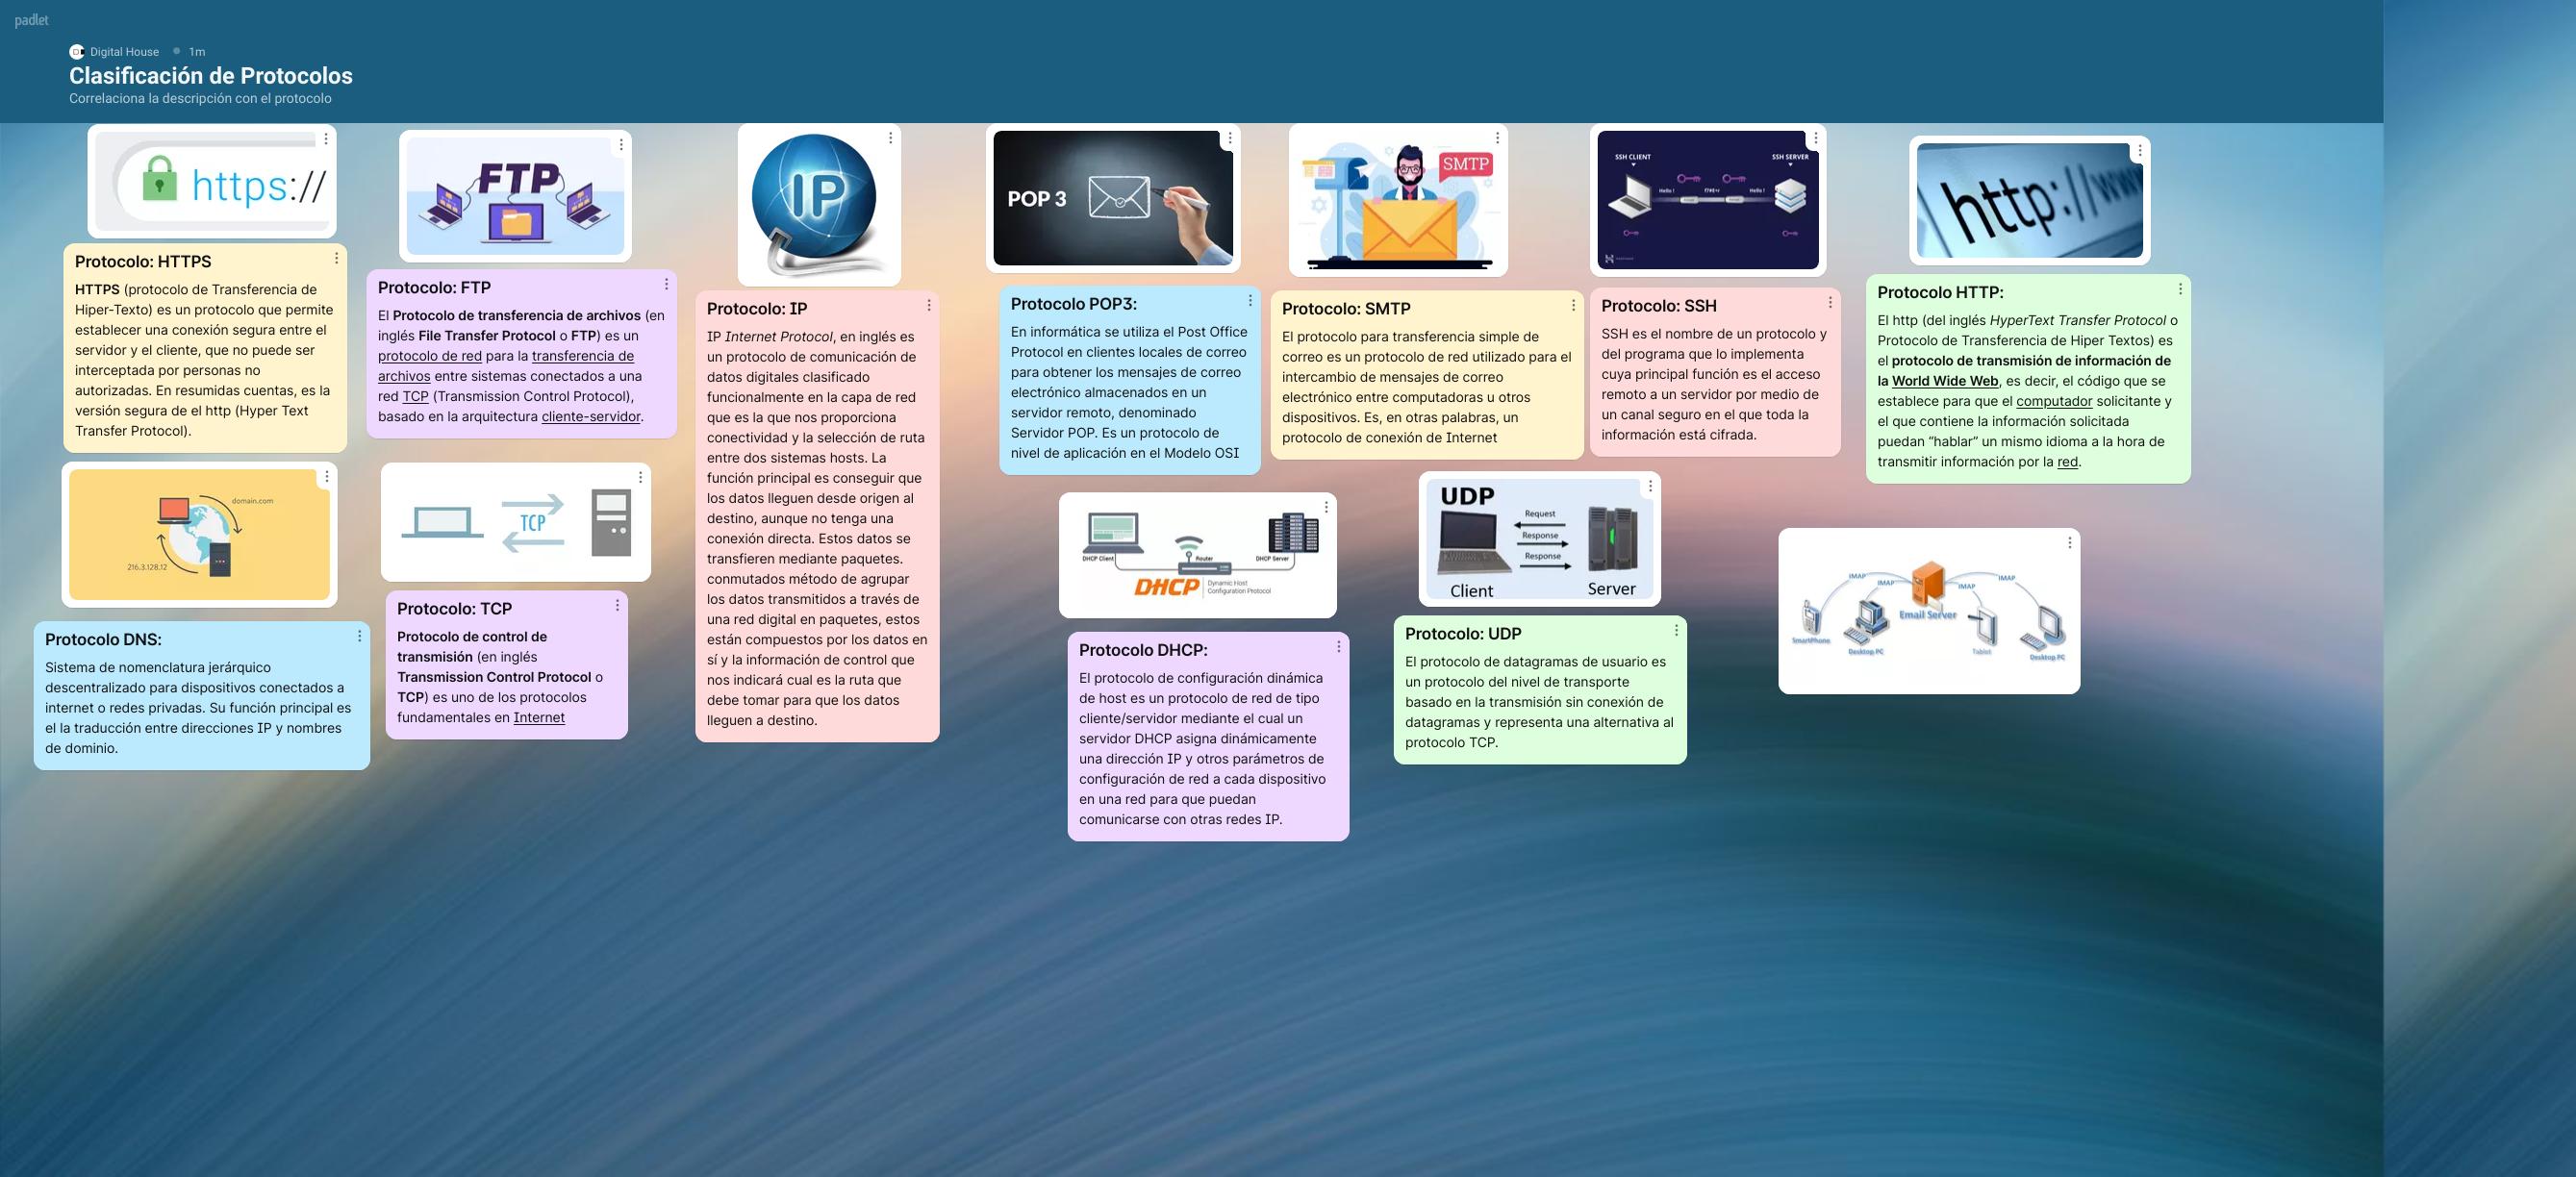 padlet
Digital House • 1m
Clasificación de Protocolos
Correlaciona la descripción con el protocolo
https://
Protocolo: HTTPS
HTTPS (protocolo de Transferencia de
Hiper-Texto) es un protocolo que permite
establecer una conexión segura entre el
servidor y el cliente, que no puede ser
interceptada por personas no
autorizadas. En resumidas cuentas, es la
versión segura de el http (Hyper Text
Transfer Protocol).
FTP
Protocolo: FTP
El Protocolo de transferencia de archivos (en
inglés File Transfer Protocol o FTP) es un
protocolo de red para la transferencia de
archivos entre sistemas conectados a una
red TCP (Transmission Control Protocol),
basado en la arquitectura cliente-servidor.
IP
Protocolo: IP
IP Internet Protocol, en inglés es
un protocolo de comunicación de
datos digitales clasificado
funcionalmente en la capa de red
que es la que nos proporciona
conectividad y la selección de ruta
entre dos sistemas hosts. La
función principal es conseguir que
los datos lleguen desde origen al
destino, aunque no tenga una
conexión directa. Estos datos se
transfieren mediante paquetes.
conmutados método de agrupar
los datos transmitidos a través de
una red digital en paquetes, estos
están compuestos por los datos en
sí y la información de control que
nos indicará cual es la ruta que
debe tomar para que los datos
lleguen a destino.
POP 3
Protocolo POP3:
En informática se utiliza el Post Office
Protocol en clientes locales de correo
para obtener los mensajes de correo
electrónico almacenados en un
servidor remoto, denominado
Servidor POP. Es un protocolo de
nivel de aplicación en el Modelo OSI
SMTP
Protocolo: SMTP
El protocolo para transferencia simple de
correo es un protocolo de red utilizado para el
intercambio de mensajes de correo
electrónico entre computadoras u otros
dispositivos. Es, en otras palabras, un
protocolo de conexión de Internet
SSH CLIENT
SSH SERVER
Hello !
Hello !
Protocolo: SSH
SSH es el nombre de un protocolo y
del programa que lo implementa
cuya principal función es el acceso
remoto a un servidor por medio de
un canal seguro en el que toda la
información está cifrada.
http://ww
Protocolo HTTP:
El http (del inglés HyperText Transfer Protocol o
Protocolo de Transferencia de Hiper Textos) es
el protocolo de transmisión de información de
la World Wide Web, es decir, el código que se
establece para que el computador solicitante y
el que contiene la información solicitada
puedan “hablar” un mismo idioma a la hora de
transmitir información por la red.
domain.com
216.3.128.12
Protocolo DNS:
Sistema de nomenclatura jerárquico
descentralizado para dispositivos conectados a
internet o redes privadas. Su función principal es
el la traducción entre direcciones IP y nombres
de dominio.
TCP
Protocolo: TCP
Protocolo de control de
transmisión (en inglés
Transmission Control Protocol o
TCP) es uno de los protocolos
fundamentales en Internet
DHCP Client
Router
DHCP Server
DHCP
Dynamic Host
Configuration Protocol
Protocolo DHCP:
El protocolo de configuración dinámica
de host es un protocolo de red de tipo
cliente/servidor mediante el cual un
servidor DHCP asigna dinámicamente
una dirección IP y otros parámetros de
configuración de red a cada dispositivo
en una red para que puedan
comunicarse con otras redes IP.
UDP
Request
Response
Response
Client
Server
Protocolo: UDP
El protocolo de datagramas de usuario es
un protocolo del nivel de transporte
basado en la transmisión sin conexión de
datagramas y representa una alternativa al
protocolo TCP.
IMAP
IMAP
IMAP
IMAP
Email Server
SmartPhone
Desktop PC
Tablet
Desktop PC